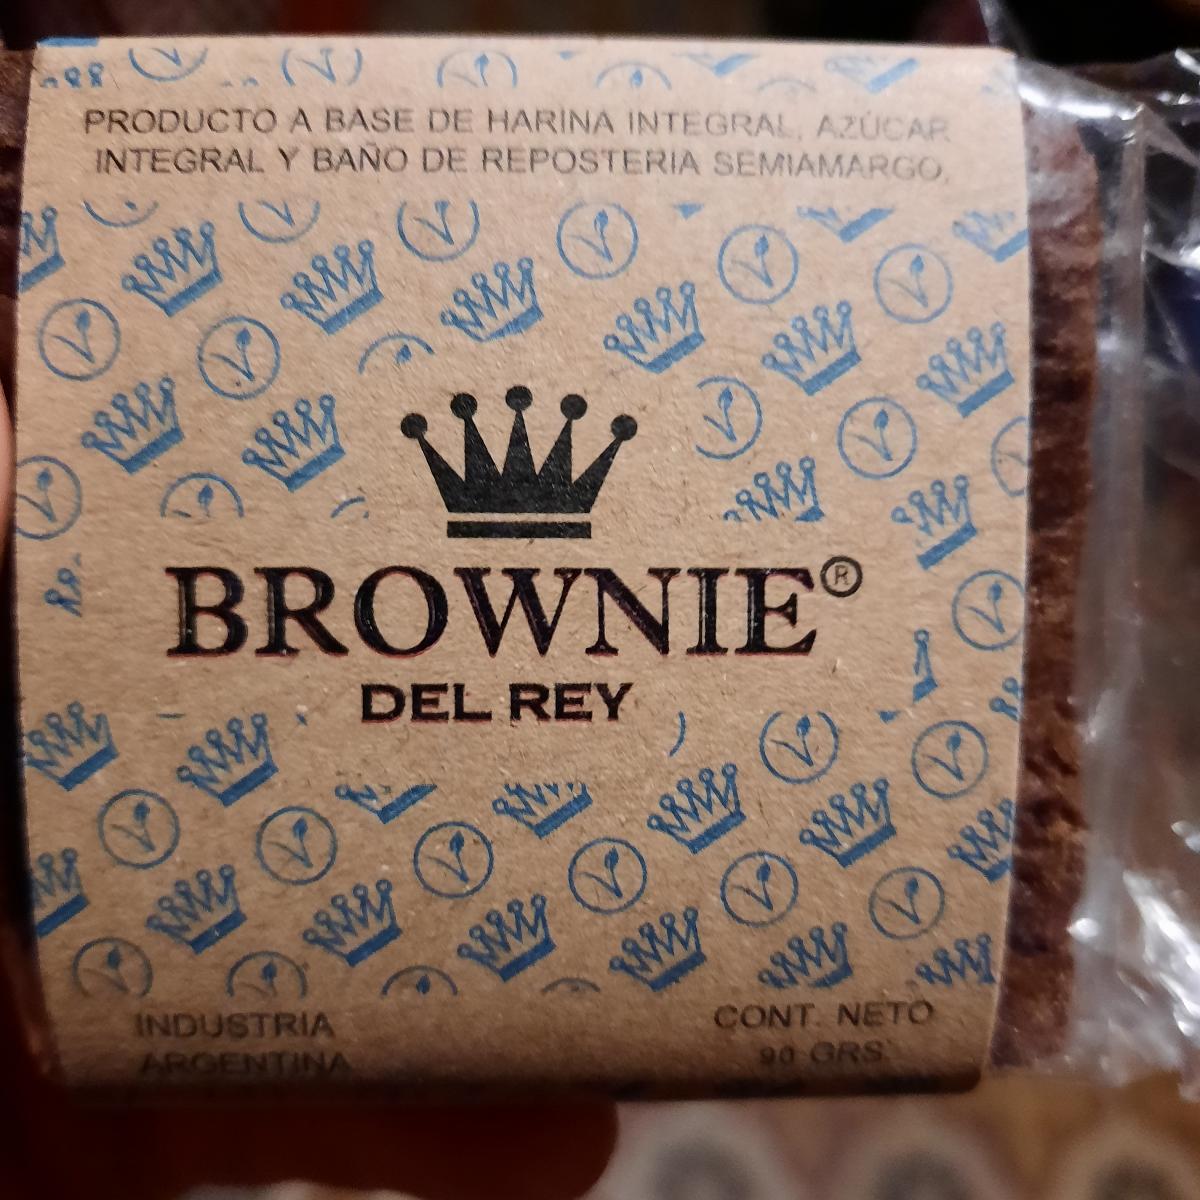 PRODUCTO A BASE DE HARINA INTEGRAL, AZÚCAR
INTEGRAL Y BAÑO DE REPOSTERIA SEMIAMARGO.
BROWNIE®
DEL REY
INDUSTRIA
ARGENTINA
CONT. NETO
90 GRS.